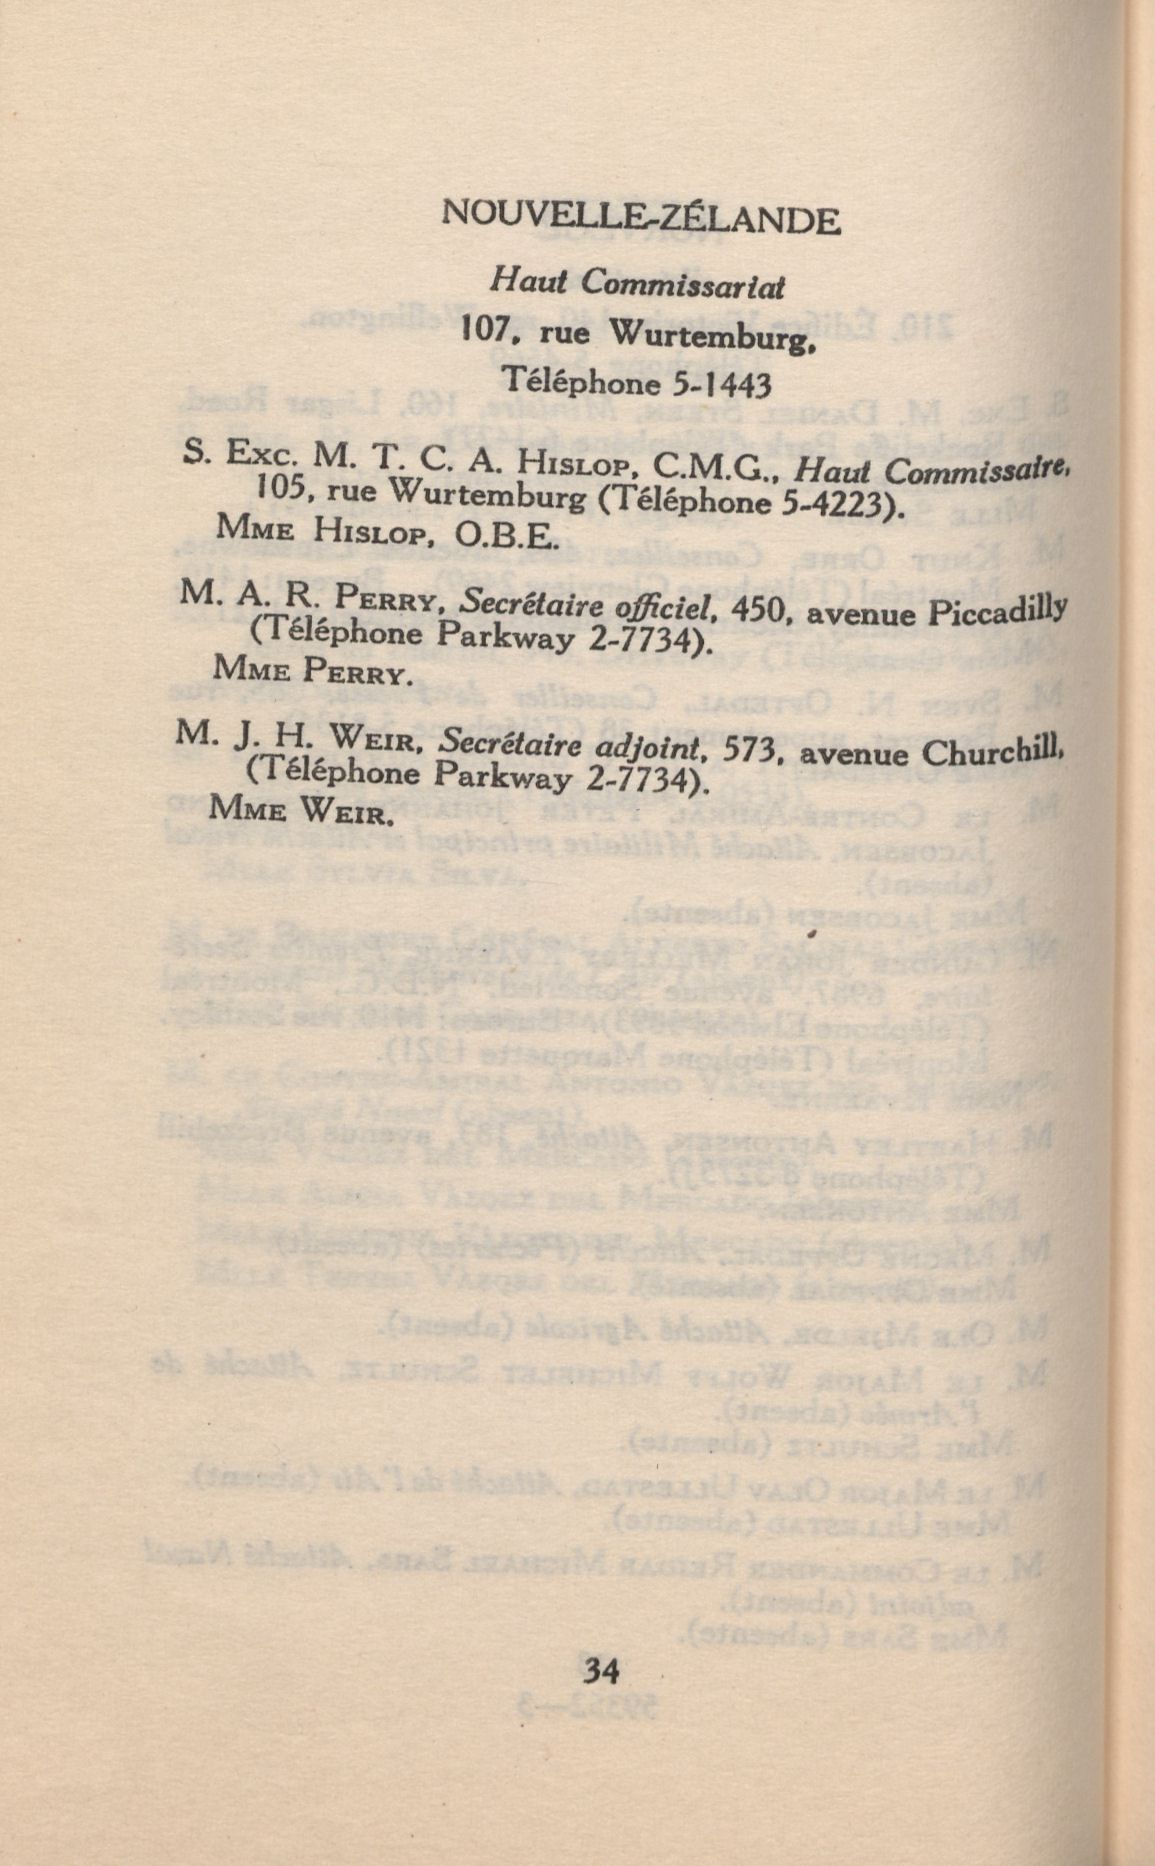 NOUVELLE-ZÉLANDE
Haut Commissariat
107, rue Wurtemburg,
Téléphone 5-1443
S. Exc. M. T. C. A. Hislop, C.M.G., Haut Commissaire,
105, rue Wurtemburg (Téléphone 5-4223).
Mme Hislop, O.B.E.
M. A. R. Perry, Secrétaire officiel, 450, avenue Piccadilly
(Téléphone Parkway 2-7734).
Mme Perry.
M. J. H. Weir, Secrétaire adjoint, 573, avenue Churchill,
(Téléphone Parkway 2-7734).
Mme Weir.
34